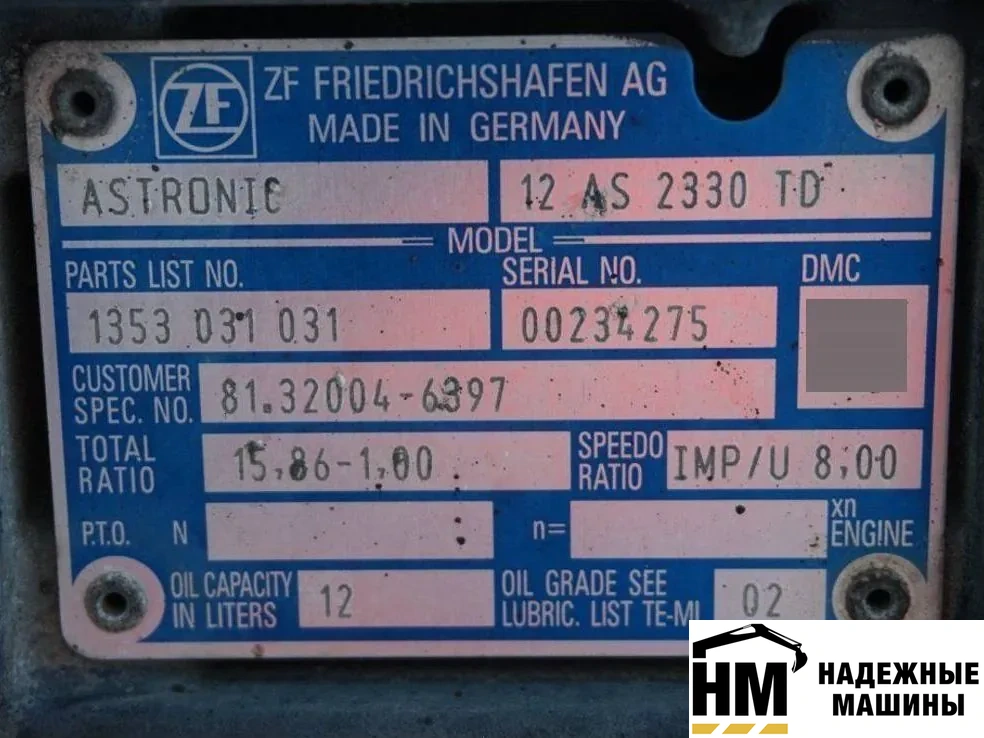 ZF
ZF FRIEDRICHSHAFEN AG
MADE IN GERMANY
ASTRONIC 12 AS 2330 TD
MODEL
PARTS LIST NO. SERIAL NO. DMC
1353 031 031 00234275
CUSTOMER
SPEC. NO. 81.32004-6397
TOTAL
RATIO 15,86-1,00
SPEEDO
RATIO IMP/U 8,00
P.T.O. N n= xn
ENGINE
OIL CAPACITY
IN LITERS 12
OIL GRADE SEE
LUBRIC. LIST TE-ML 02
НМ
НАДЕЖНЫЕ
МАШИНЫ